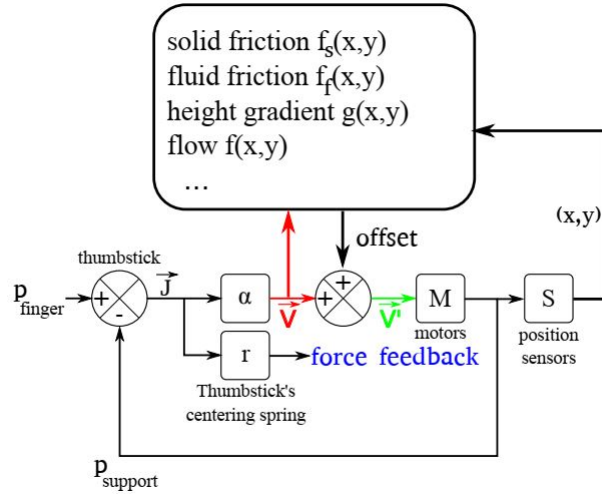 solid friction fs(x,y)
fluid friction ff(x,y)
height gradient g(x,y)
flow f(x,y)
...
(x,y)
offset
thumbstick
pfinger
+
-
J
α
V
+
+
V'
M
motors
S
position
sensors
r
force feedback
Thumbstick's
centering spring
psupport